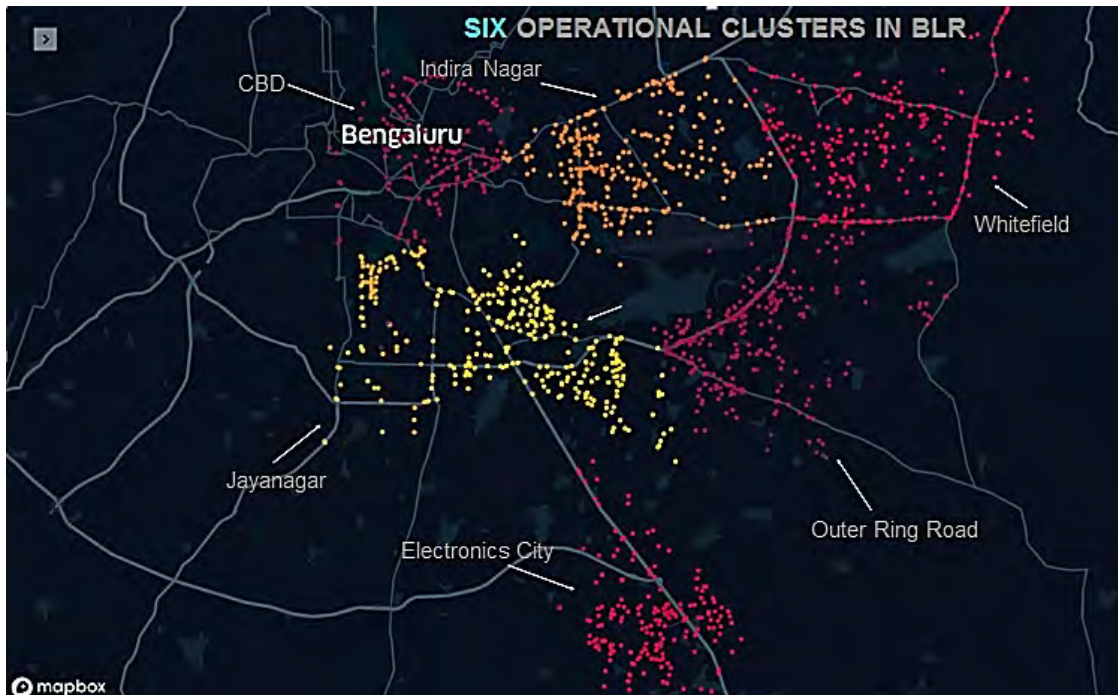 SIX OPERATIONAL CLUSTERS IN BLR
Indira Nagar
CBD
Bengaluru
Whitefield
Jayanagar
Outer Ring Road
Electronics City
mapbox